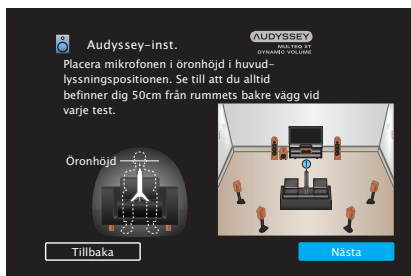 Audyssey-inst.
AUDYSSEY
MULTEQ XT
DYNAMIC VOLUME
Placera mikrofonen i öronhöjd i huvud-
lyssningspositionen. Se till att du alltid
befinner dig 50cm från rummets bakre vägg vid
varje test.
Öronhöjd
Tillbaka
Nästa